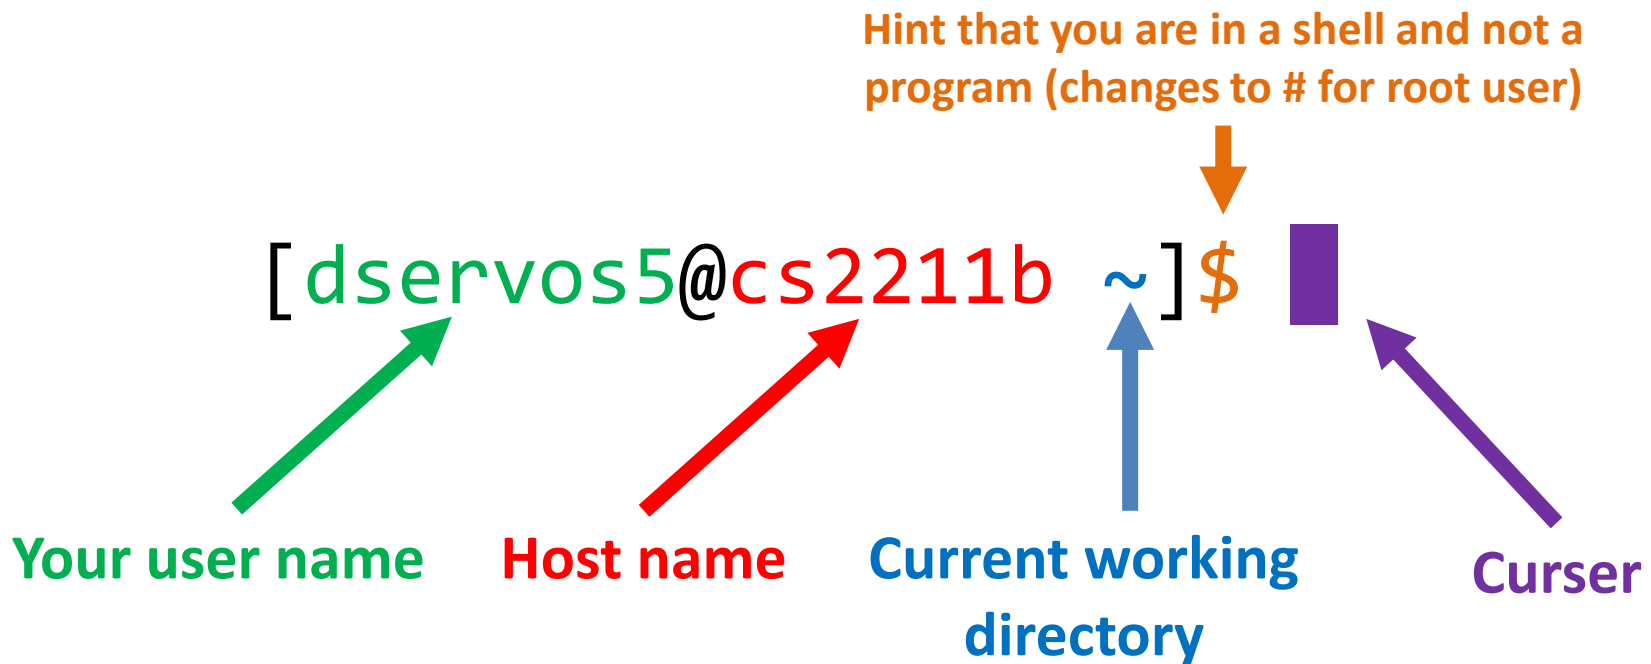 Hint that you are in a shell and not a
program (changes to # for root user)
[dservos5@cs2211b ~]$
Your user name
Host name
Current working
directory
Curser